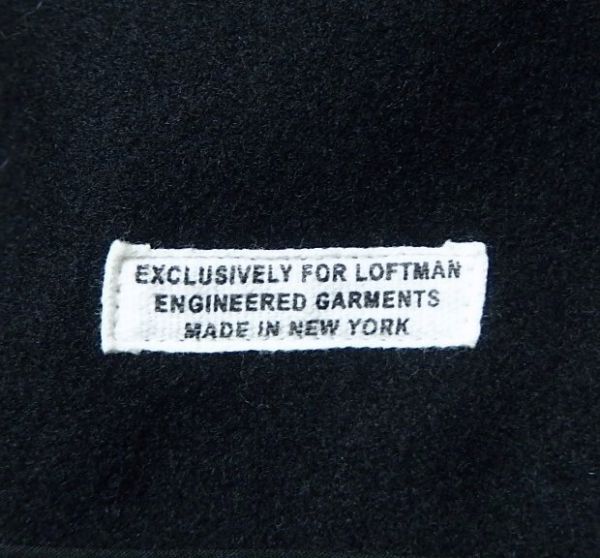 EXCLUSIVELY FOR LOFTMAN
ENGINEERED GARMENTS
MADE IN NEW YORK